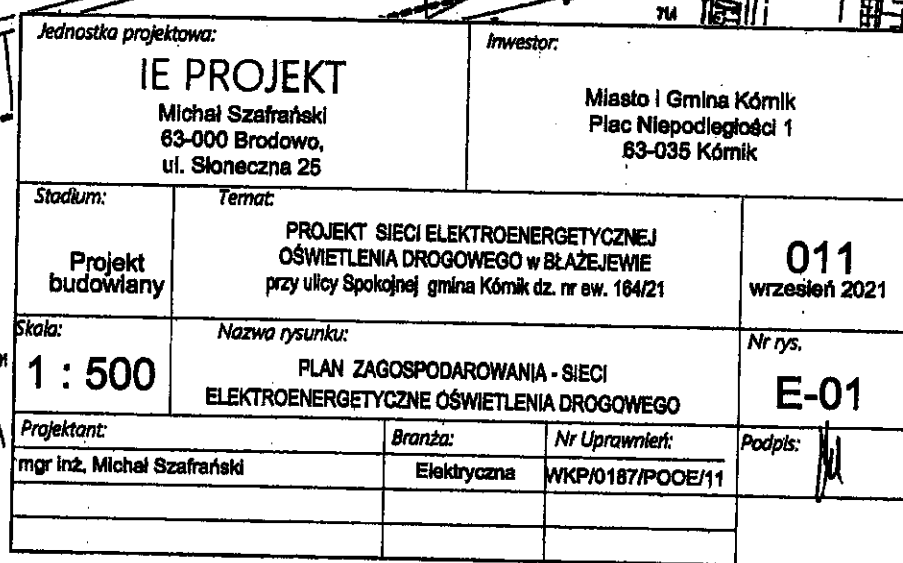 714
Jednostka projektowa:
IE PROJEKT
Michał Szafrański
63-000 Brodowo,
ul. Słoneczna 25
Inwestor:
Miasto i Gmina Kórnik
Plac Niepodległości 1
63-035 Kórnik
Stadium:
Projekt
budowlany
Temat:
PROJEKT SIECI ELEKTROENERGETYCZNEJ
OŚWIETLENIA DROGOWEGO w BŁAŻEJEWIE
przy ulicy Spokojnej gmina Kórnik dz. nr ew. 164/21
011
wrzesień 2021
Skala:
1 : 500
Nazwa rysunku:
PLAN ZAGOSPODAROWANIA - SIECI
ELEKTROENERGETYCZNE OŚWIETLENIA DROGOWEGO
Nr rys.
E-01
Projektant:
mgr inż. Michał Szafrański
Branża:
Elektryczna
Nr Uprawnień:
WKP/0187/POOE/11
Podpis: